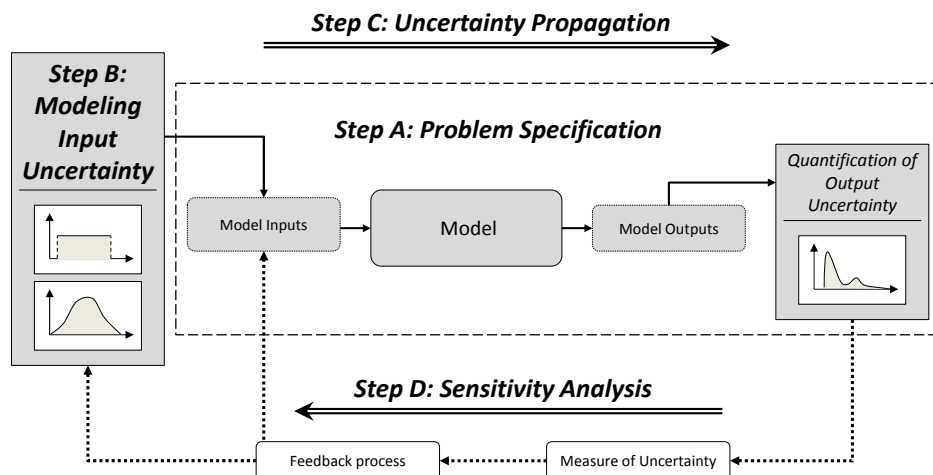 Step C: Uncertainty Propagation
Step B:
Modeling
Input
Uncertainty
Step A: Problem Specification
Quantification of
Output
Uncertainty
Model Inputs
Model
Model Outputs
Step D: Sensitivity Analysis
Feedback process
Measure of Uncertainty